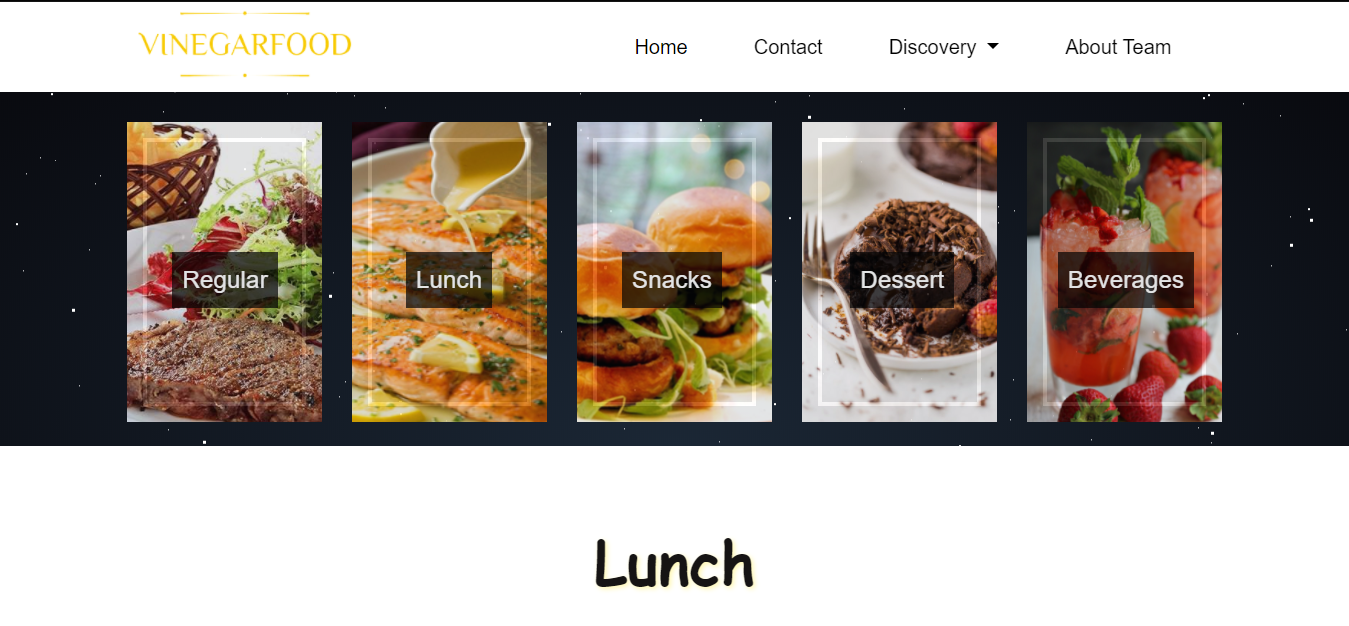 VINEGARFOOD
Home Contact Discovery About Team
Regular Lunch Snacks Dessert Beverages
Lunch